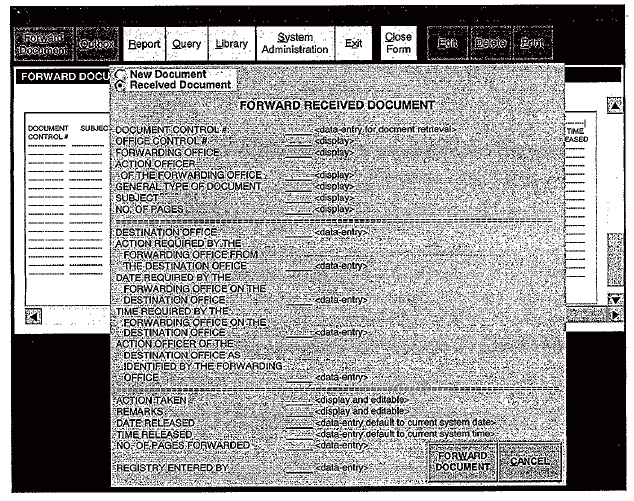 Forward Document Outbox Report Query Library System Administration Exit Close Form Edit Delete Print
FORWARD DOCU
New Document
Received Document
FORWARD RECEIVED DOCUMENT
DOCUMENT CONTROL #
SUBJECT
TIME
EASED
DOCUMENT CONTROL # <data-entry for docment retrieval>
OFFICE CONTROL # <display>
FORWARDING OFFICE <display>
ACTION OFFICER
OF THE FORWARDING OFFICE <display>
GENERAL TYPE OF DOCUMENT <display>
SUBJECT <display>
NO. OF PAGES <display>
DESTINATION OFFICE <data-entry>
ACTION REQUIRED BY THE
FORWARDING OFFICE FROM
THE DESTINATION OFFICE <data-entry>
DATE REQUIRED BY THE
FORWARDING OFFICE ON THE
DESTINATION OFFICE <data-entry>
TIME REQUIRED BY THE
FORWARDING OFFICE ON THE
DESTINATION OFFICE <data-entry>
ACTION OFFICER OF THE
DESTINATION OFFICE AS
IDENTIFIED BY THE FORWARDING
OFFICE <data-entry>
ACTION TAKEN <display and editable>
REMARKS <display and editable>
DATE RELEASED <data-entry default to current system date>
TIME RELEASED <data-entry default to current system time>
NO. OF PAGES FORWARDED <data-entry>
REGISTRY ENTERED BY <data-entry>
FORWARD DOCUMENT
CANCEL